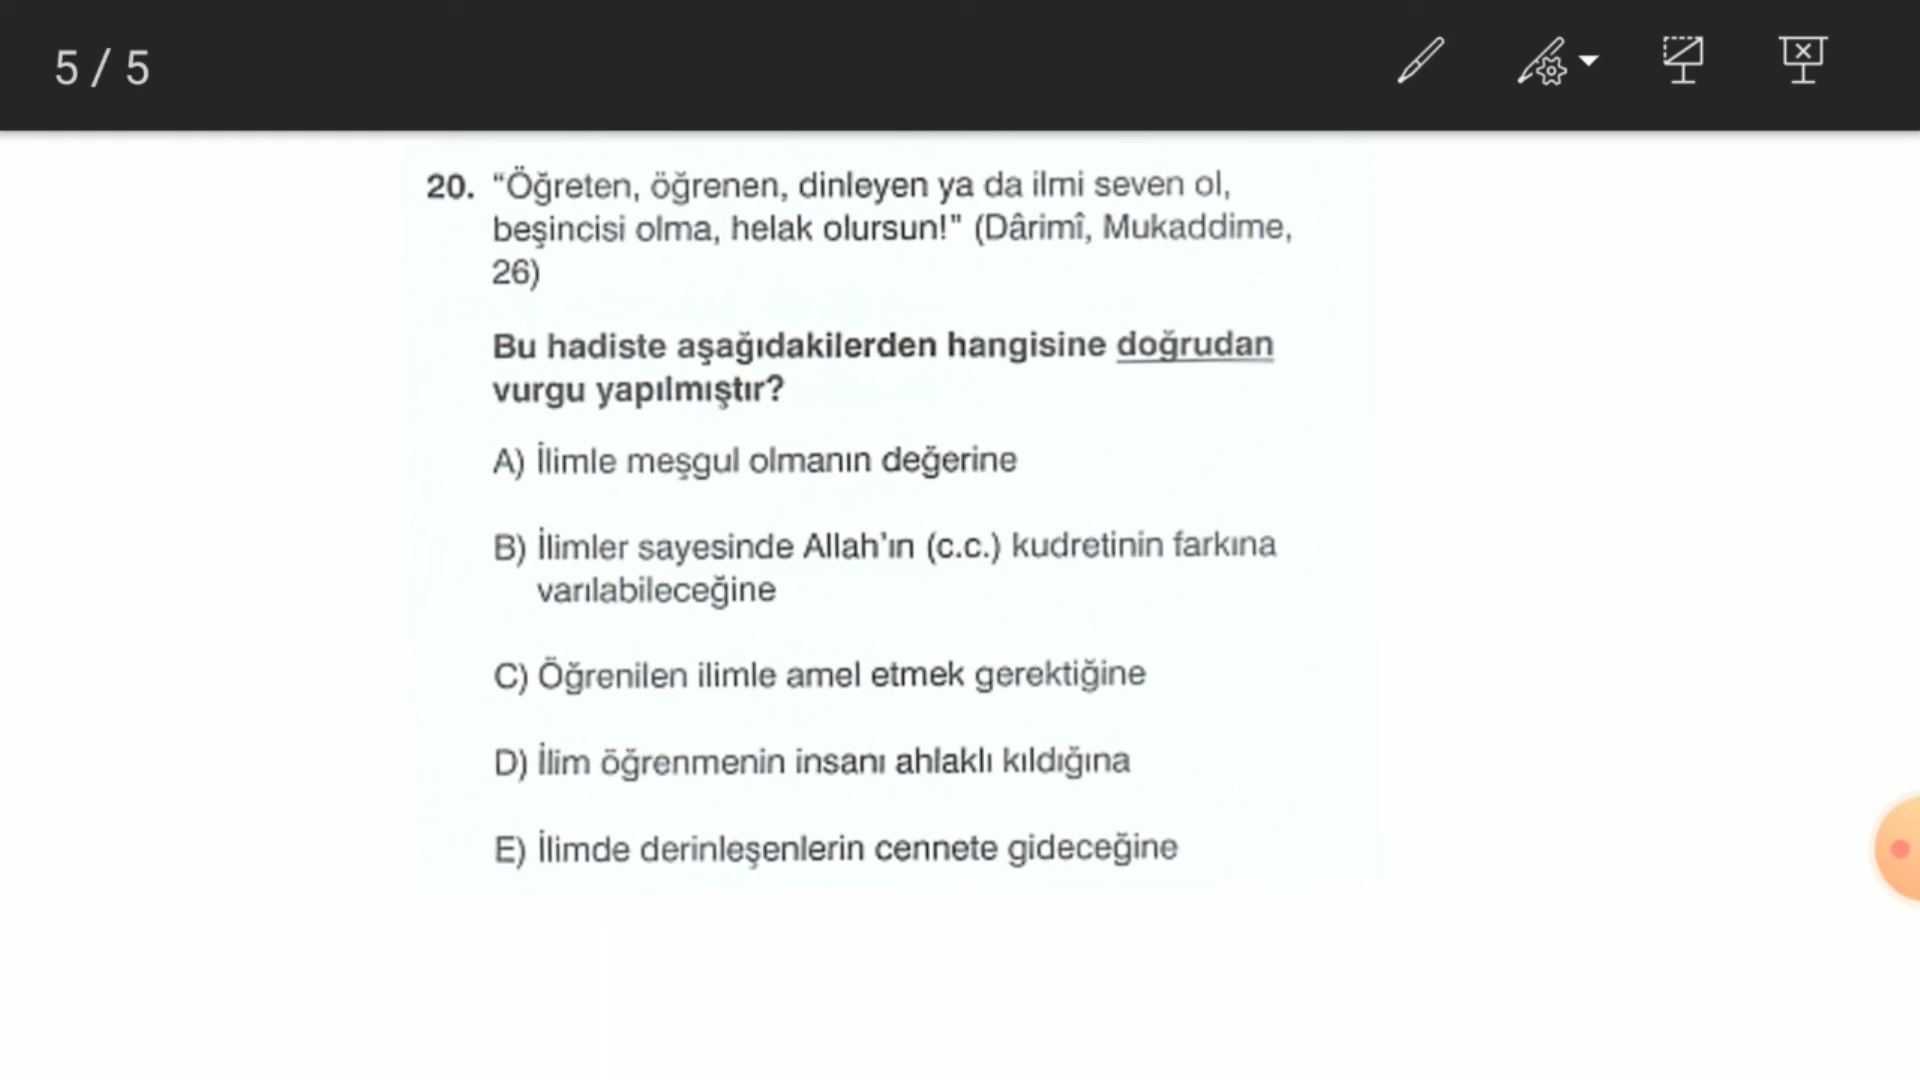 5 / 5
20. “Öğreten, öğrenen, dinleyen ya da ilmi seven ol,
beşincisi olma, helak olursun!” (Dârimî, Mukaddime,
26)
Bu hadiste aşağıdakilerden hangisine doğrudan
vurgu yapılmıştır?
A) İlimle meşgul olmanın değerine
B) İlimler sayesinde Allah’ın (c.c.) kudretinin farkına
varılabileceğine
C) Öğrenilen ilimle amel etmek gerektiğine
D) İlim öğrenmenin insanı ahlaklı kıldığına
E) İlimde derinleşenlerin cennete gideceğine